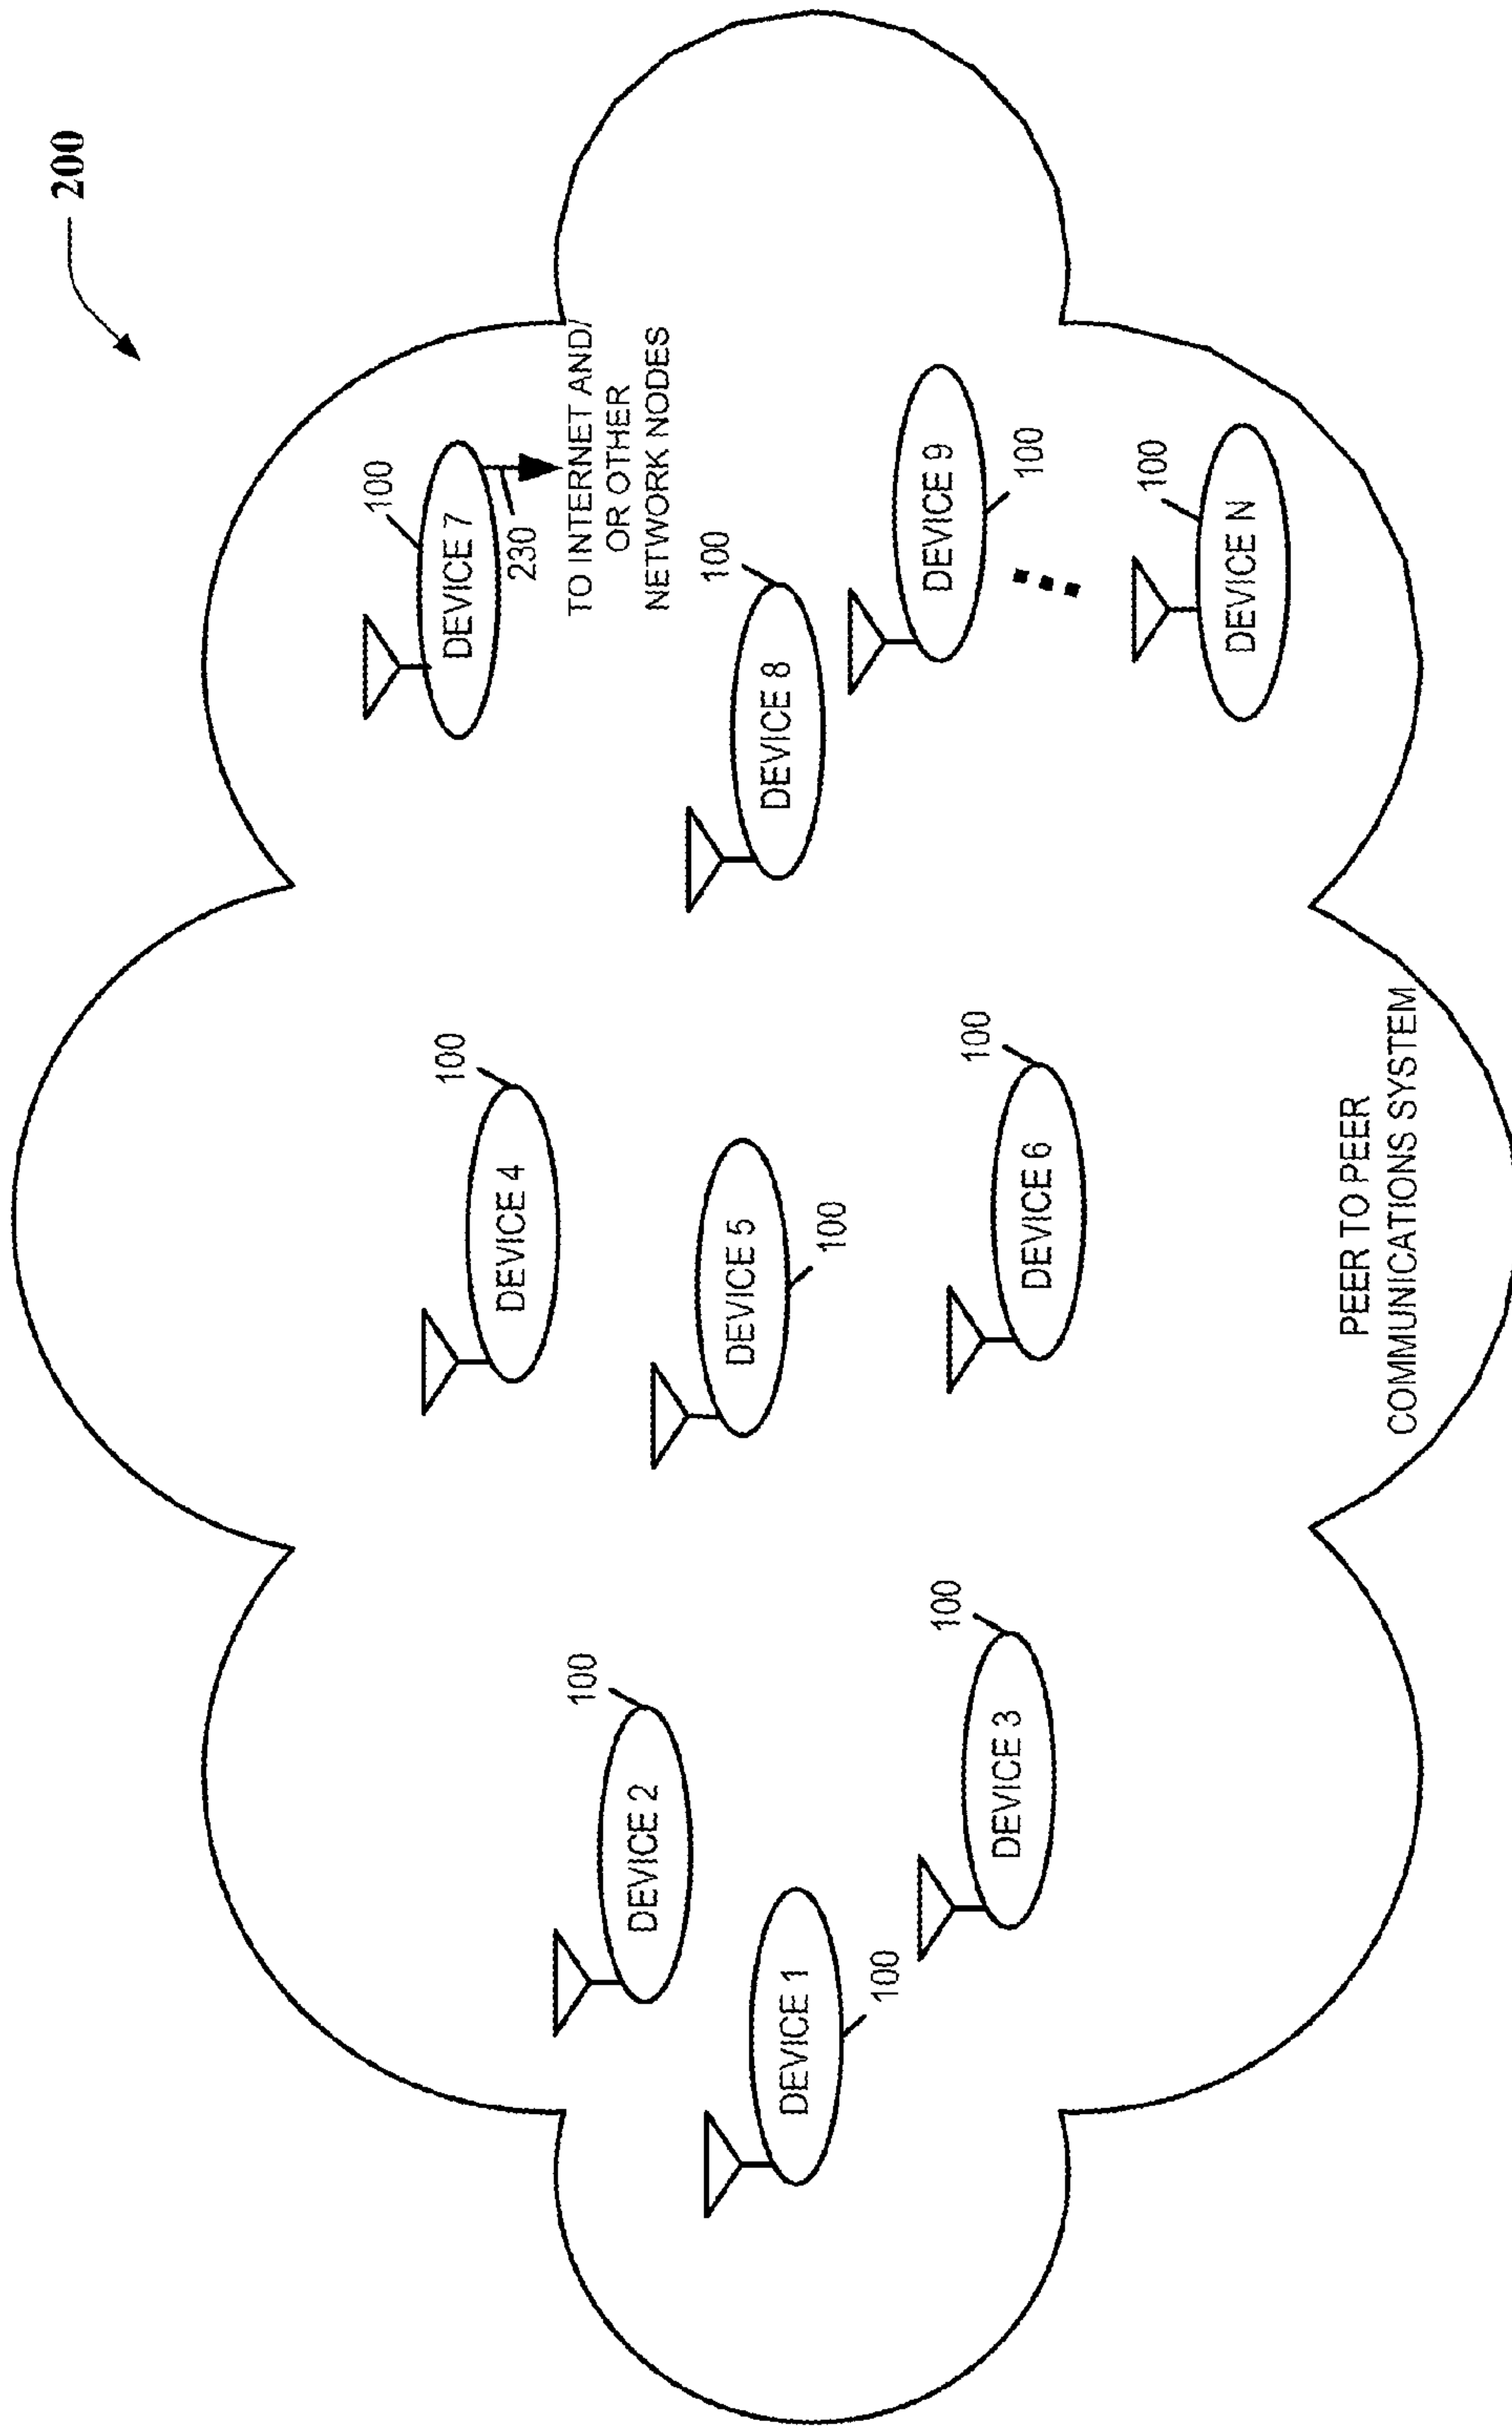 200
100
DEVICE 7
230
TO INTERNET AND/
OR OTHER
NETWORK NODES
100
DEVICE 4
100
DEVICE 2
100
DEVICE 8
DEVICE 5
100
DEVICE 1
100
DEVICE 9
100
100
DEVICE 3
100
DEVICE 6
100
DEVICE N
PEER TO PEER
COMMUNICATIONS SYSTEM